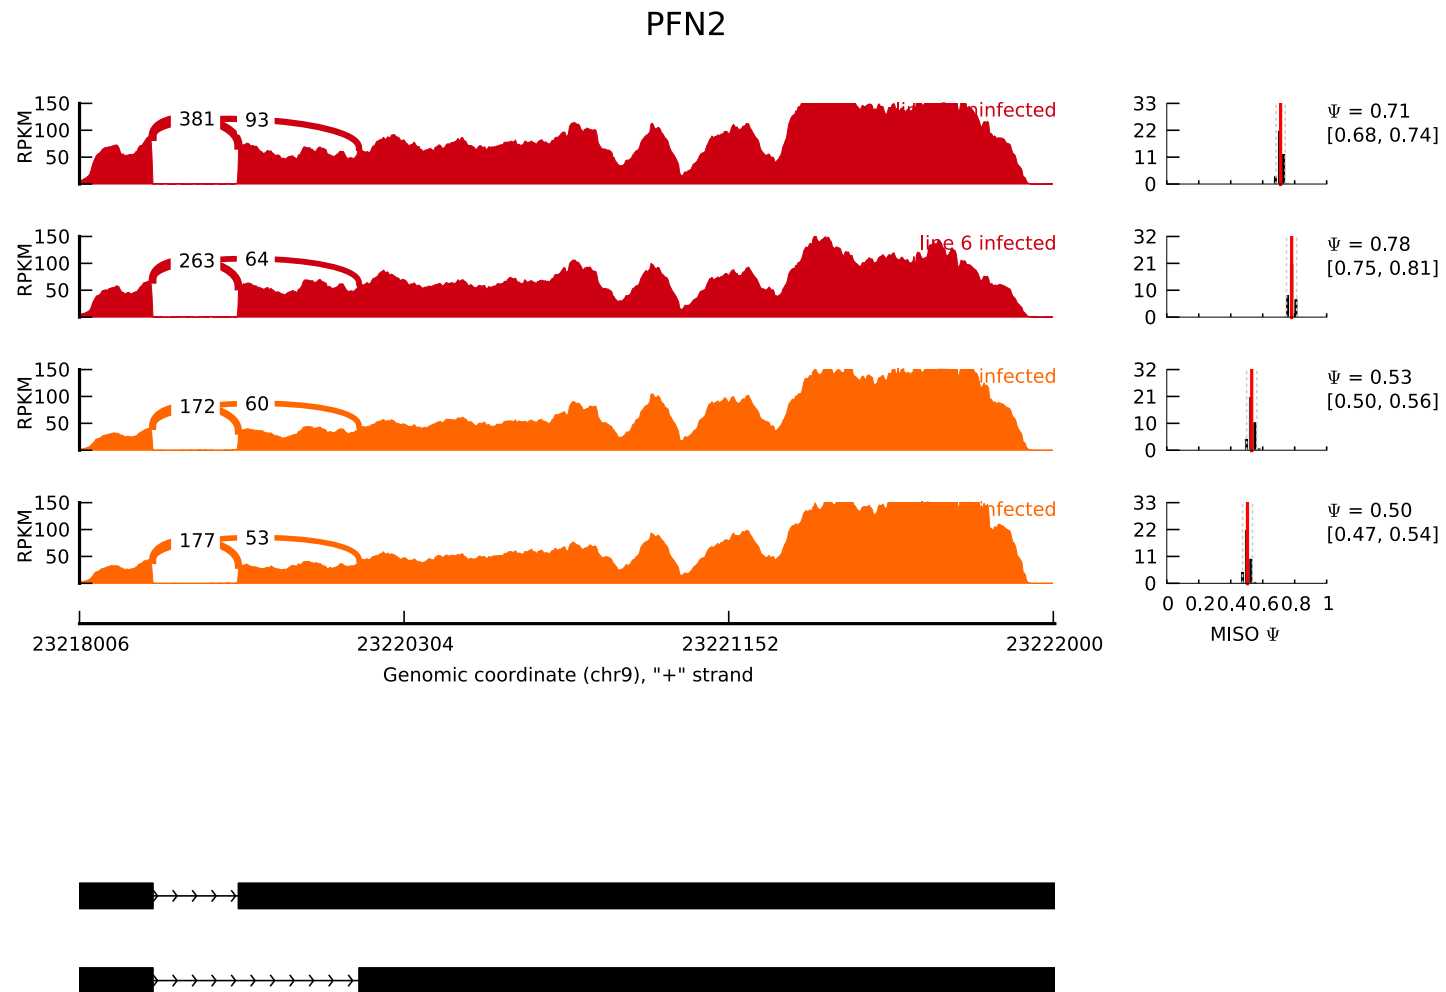 PFN2
RPKM
150
100
50
381
93
infected
33
22
11
0
Ψ = 0.71
[0.68, 0.74]
RPKM
150
100
50
263
64
line 6 infected
32
21
10
0
Ψ = 0.78
[0.75, 0.81]
RPKM
150
100
50
172
60
infected
32
21
10
0
Ψ = 0.53
[0.50, 0.56]
RPKM
150
100
50
177
53
infected
33
22
11
0
Ψ = 0.50
[0.47, 0.54]
0 0.2 0.4 0.6 0.8 1
MISO Ψ
23218006 23220304 23221152 23222000
Genomic coordinate (chr9), "+" strand